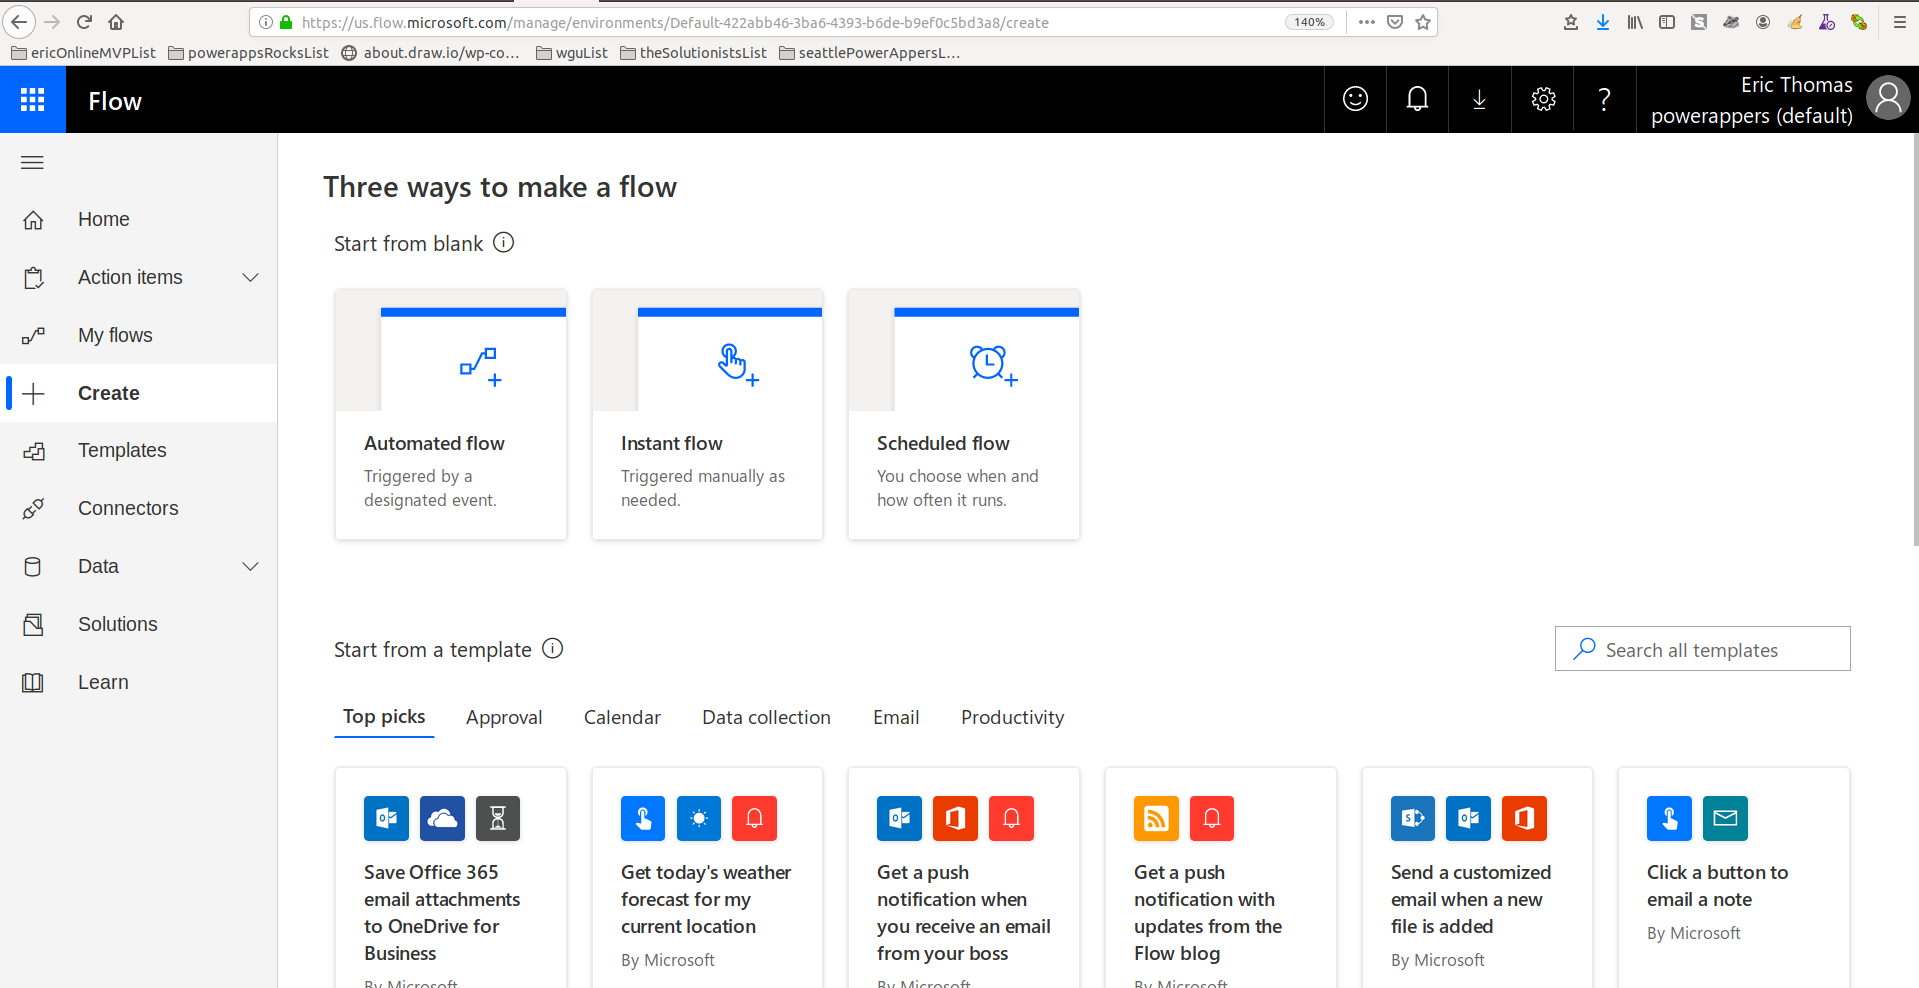 https://us.flow.microsoft.com/manage/environments/Default-422abb46-3ba6-4393-b6de-b9ef0c5bd3a8/create
140%
ericOnlineMVPList powerappsRocksList about.draw.io/wp-co... wguList theSolutionistsList seattlePowerAppersL...
Flow
?
Eric Thomas
powerappers (default)
Home
Action items
My flows
Create
Templates
Connectors
Data
Solutions
Learn
Three ways to make a flow
Start from blank
Automated flow
Triggered by a
designated event.
Instant flow
Triggered manually as
needed.
Scheduled flow
You choose when and
how often it runs.
Start from a template
Search all templates
Top picks Approval Calendar Data collection Email Productivity
Save Office 365
email attachments
to OneDrive for
Business
By Microsoft
Get today's weather
forecast for my
current location
By Microsoft
Get a push
notification when
you receive an email
from your boss
By Microsoft
Get a push
notification with
updates from the
Flow blog
By Microsoft
Send a customized
email when a new
file is added
By Microsoft
Click a button to
email a note
By Microsoft